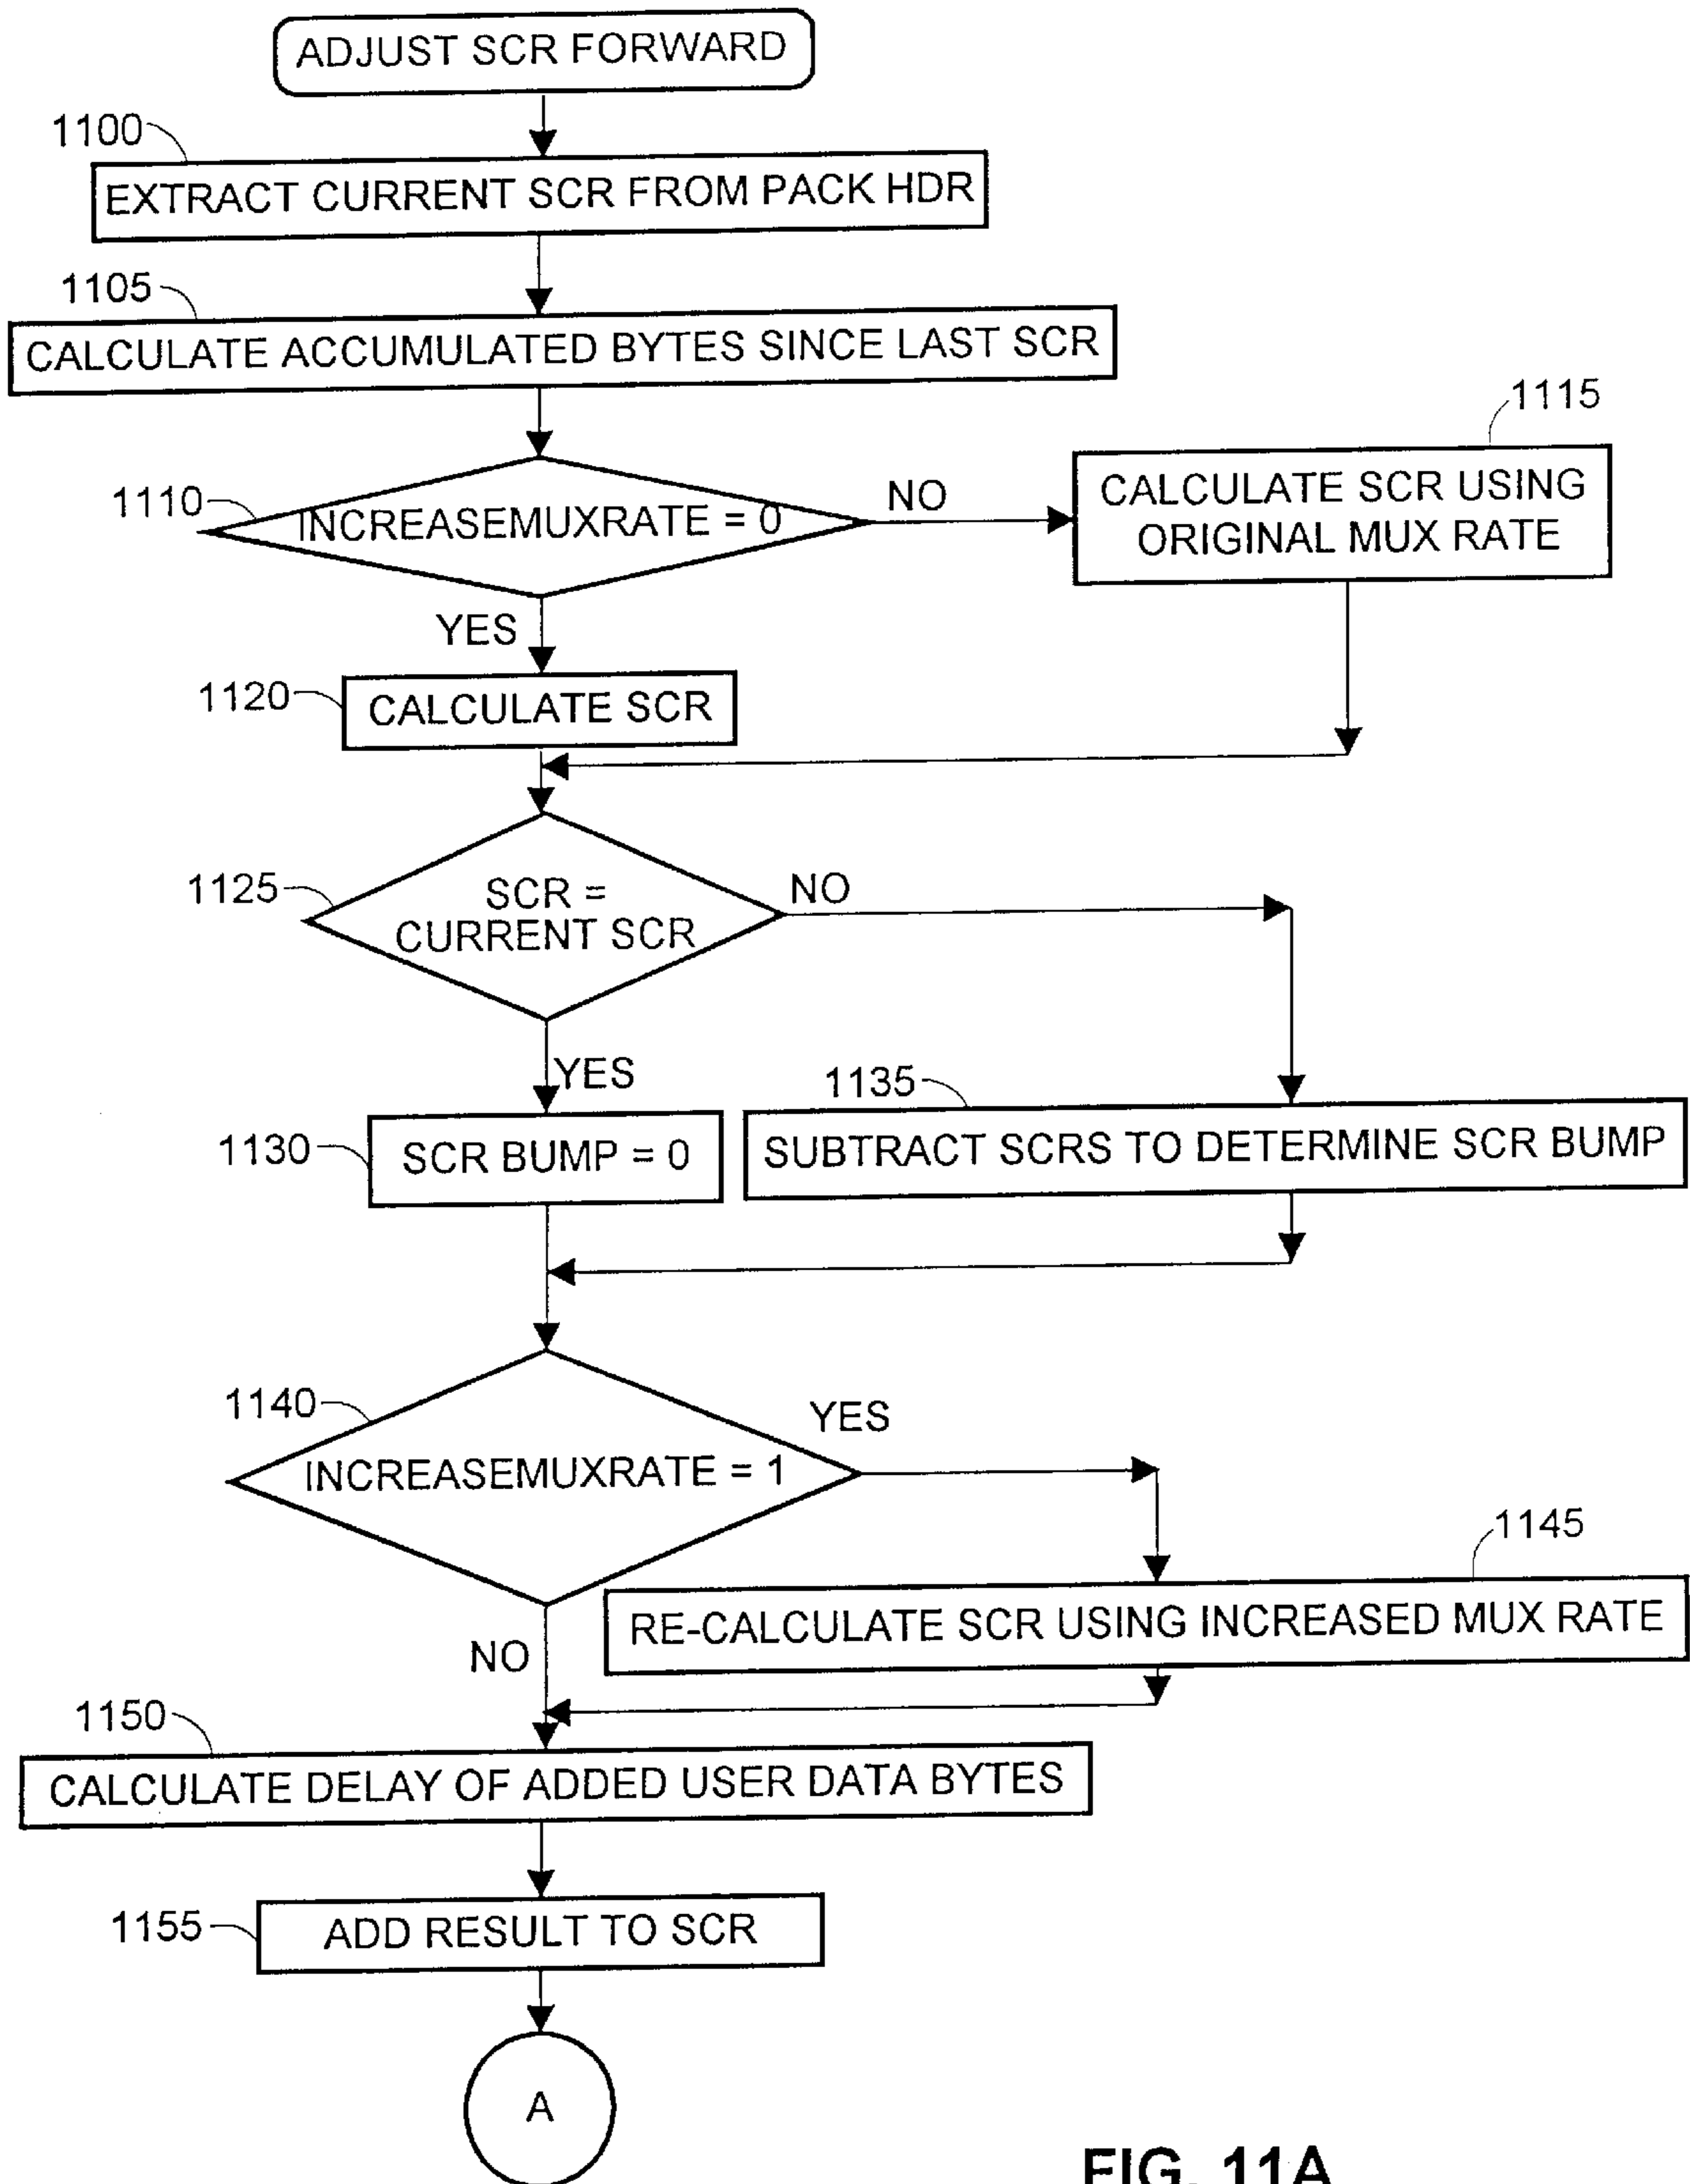 ADJUST SCR FORWARD
1100
EXTRACT CURRENT SCR FROM PACK HDR
1105
CALCULATE ACCUMULATED BYTES SINCE LAST SCR
1115
1110
INCREASEMUXRATE = 0
NO
CALCULATE SCR USING
ORIGINAL MUX RATE
YES
1120
CALCULATE SCR
1125
SCR =
CURRENT SCR
NO
YES
1135
1130
SCR BUMP = 0
SUBTRACT SCRS TO DETERMINE SCR BUMP
1140
YES
INCREASEMUXRATE = 1
1145
RE-CALCULATE SCR USING INCREASED MUX RATE
NO
1150
CALCULATE DELAY OF ADDED USER DATA BYTES
1155
ADD RESULT TO SCR
A
FIG. 11A